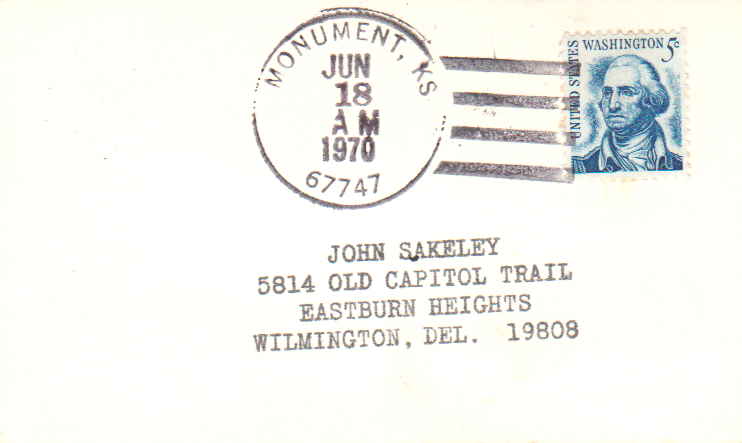 MONUMENT, KS
JUN
18
AM
1970
67747
UNITED STATES
WASHINGTON 5c
JOHN SAKELEY
5814 OLD CAPITOL TRAIL
EASTBURN HEIGHTS
WILMINGTON, DEL. 19808